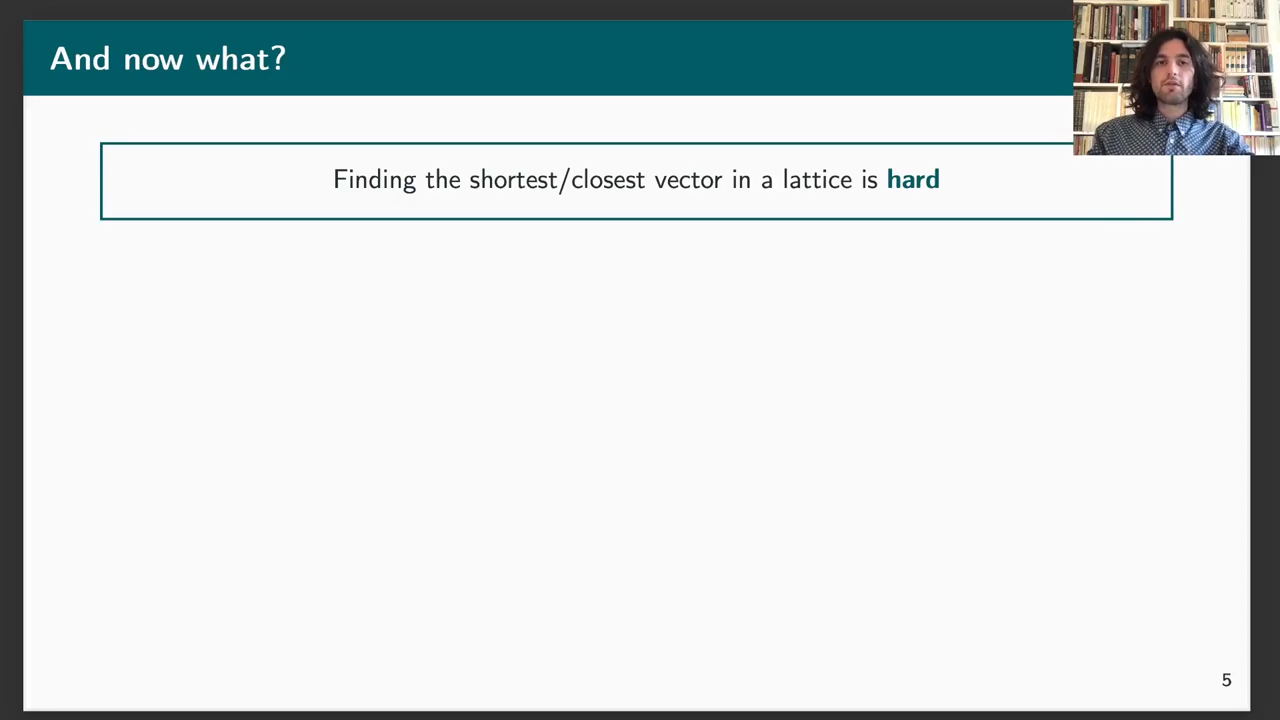 And now what?
Finding the shortest/closest vector in a lattice is hard
5